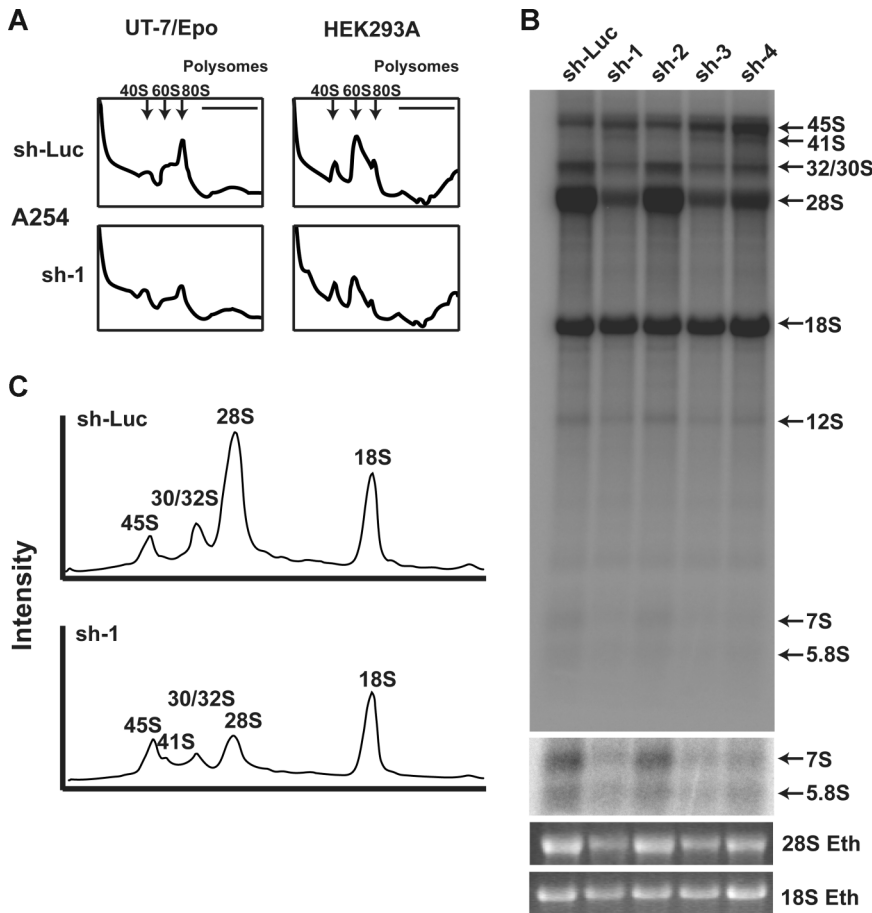 A
UT-7/Epo
HEK293A
Polysomes
Polysomes
40S
60S
80S
40S
60S
80S
sh-Luc
A254
sh-1
B
sh-Luc
sh-1
sh-2
sh-3
sh-4
45S
41S
32/30S
28S
18S
12S
7S
5.8S
7S
5.8S
28S Eth
18S Eth
C
Intensity
sh-Luc
45S
30/32S
28S
18S
sh-1
45S
41S
30/32S
28S
18S